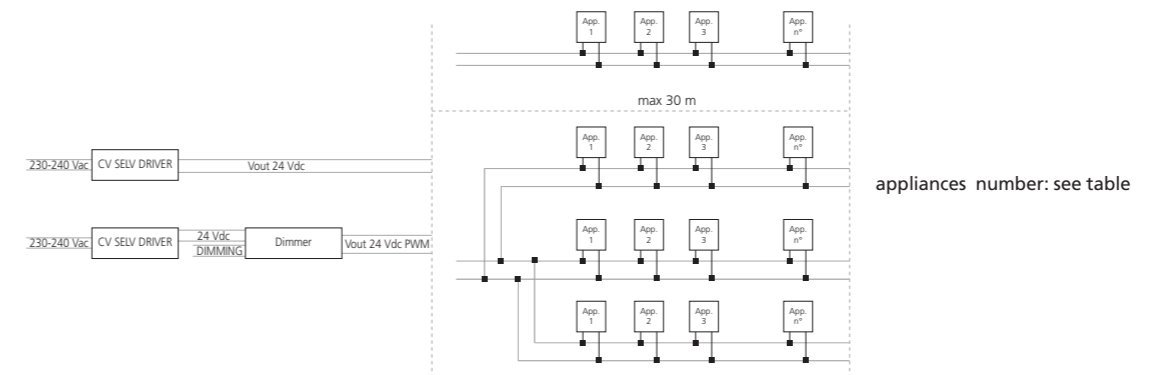 App. 1
App. 2
App. 3
App. n°
max 30 m
App. 1
App. 2
App. 3
App. n°
230-240 Vac
CV SELV DRIVER
Vout 24 Vdc
appliances number: see table
230-240 Vac
CV SELV DRIVER
24 Vdc
DIMMING
Dimmer
Vout 24 Vdc PWM
App. 1
App. 2
App. 3
App. n°
App. 1
App. 2
App. 3
App. n°